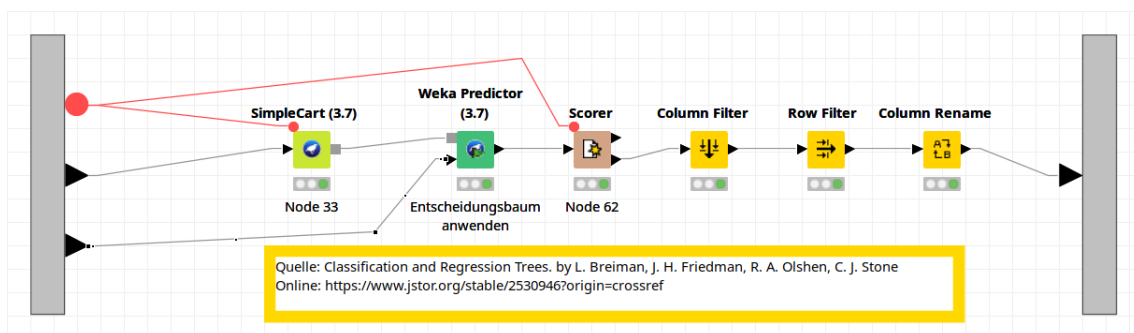 Weka Predictor
(3.7)
SimpleCart (3.7)
Scorer
Column Filter
Row Filter
Column Rename
A
B
Node 33
Entscheidungsbaum
anwenden
Node 62
Quelle: Classification and Regression Trees. by L. Breiman, J. H. Friedman, R. A. Olshen, C. J. Stone
Online: https://www.jstor.org/stable/2530946?origin=crossref